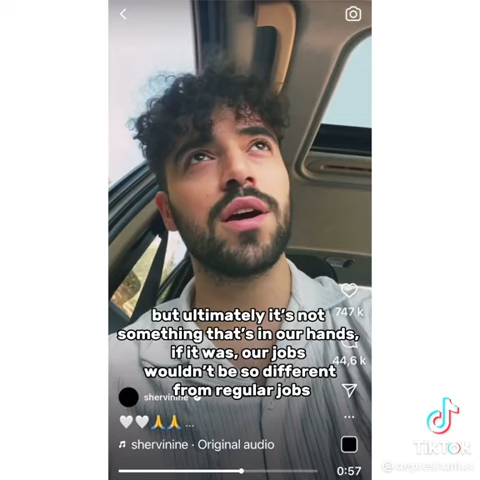 but ultimately it's not
something that's in our hands,
if it was, our jobs
wouldn't be so different
from regular jobs
747 k
44,6 k
shervinine
🤍🤍🙏🙏 ...
♬ shervinine · Original audio
0:57
TikTok